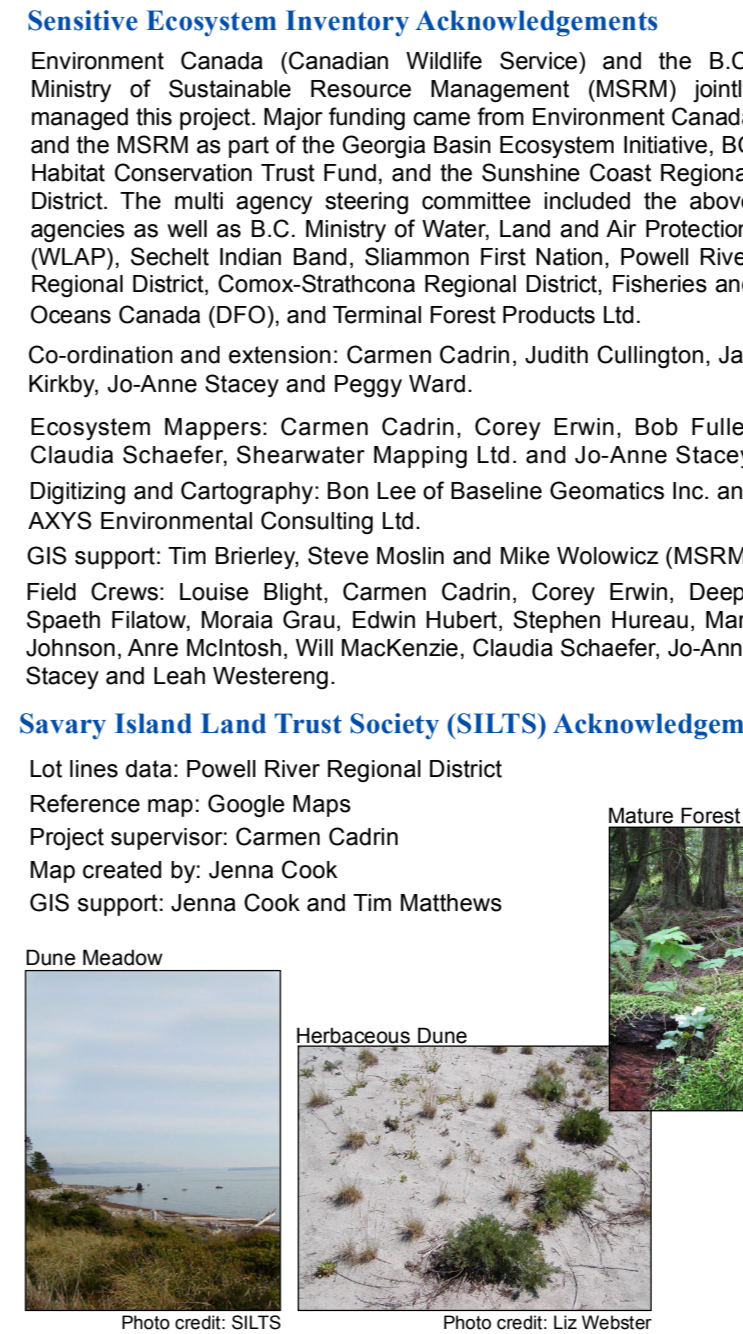 Sensitive Ecosystem Inventory Acknowledgements
Environment Canada (Canadian Wildlife Service) and the B.C
Ministry of Sustainable Resource Management (MSRM) jointl
managed this project. Major funding came from Environment Canada
and the MSRM as part of the Georgia Basin Ecosystem Initiative, BC
Habitat Conservation Trust Fund, and the Sunshine Coast Regiona
District. The multi agency steering committee included the above
agencies as well as B.C. Ministry of Water, Land and Air Protection
(WLAP), Sechelt Indian Band, Sliammon First Nation, Powell Rive
Regional District, Comox-Strathcona Regional District, Fisheries and
Oceans Canada (DFO), and Terminal Forest Products Ltd.
Co-ordination and extension: Carmen Cadrin, Judith Cullington, Ja
Kirkby, Jo-Anne Stacey and Peggy Ward.
Ecosystem Mappers: Carmen Cadrin, Corey Erwin, Bob Fulle
Claudia Schaefer, Shearwater Mapping Ltd. and Jo-Anne Stacey
Digitizing and Cartography: Bon Lee of Baseline Geomatics Inc. an
AXYS Environmental Consulting Ltd.
GIS support: Tim Brierley, Steve Moslin and Mike Wolowicz (MSRM
Field Crews: Louise Blight, Carmen Cadrin, Corey Erwin, Deep
Spaeth Filatow, Moraia Grau, Edwin Hubert, Stephen Hureau, Mar
Johnson, Anre McIntosh, Will MacKenzie, Claudia Schaefer, Jo-Ann
Stacey and Leah Westereng.
Savary Island Land Trust Society (SILTS) Acknowledgem
Lot lines data: Powell River Regional District
Reference map: Google Maps
Project supervisor: Carmen Cadrin
Map created by: Jenna Cook
GIS support: Jenna Cook and Tim Matthews
Mature Forest
Dune Meadow
Herbaceous Dune
Photo credit: SILTS
Photo credit: Liz Webster